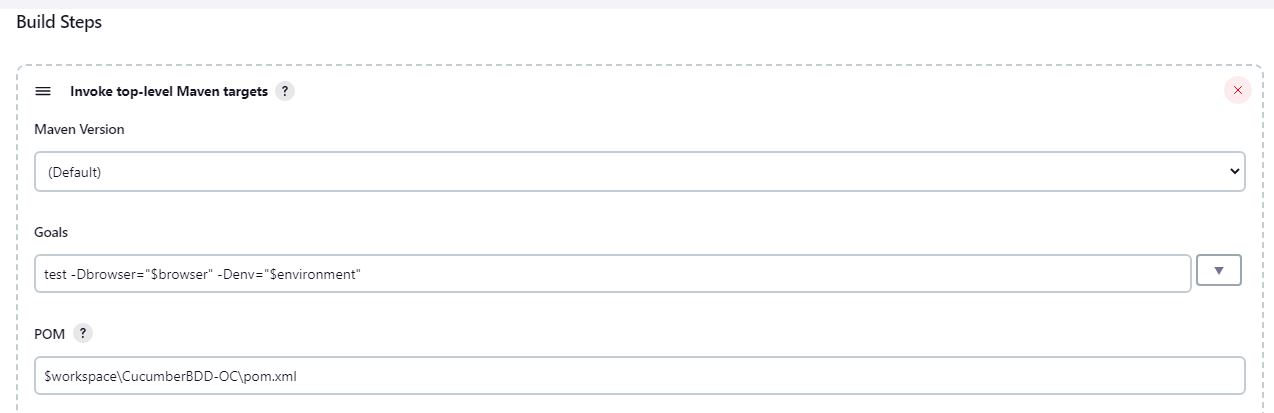 Build Steps
Invoke top-level Maven targets ?
Maven Version
(Default)
Goals
test -Dbrowser="$browser" -Denv="$environment"
POM ?
$workspace\CucumberBDD-OC\pom.xml